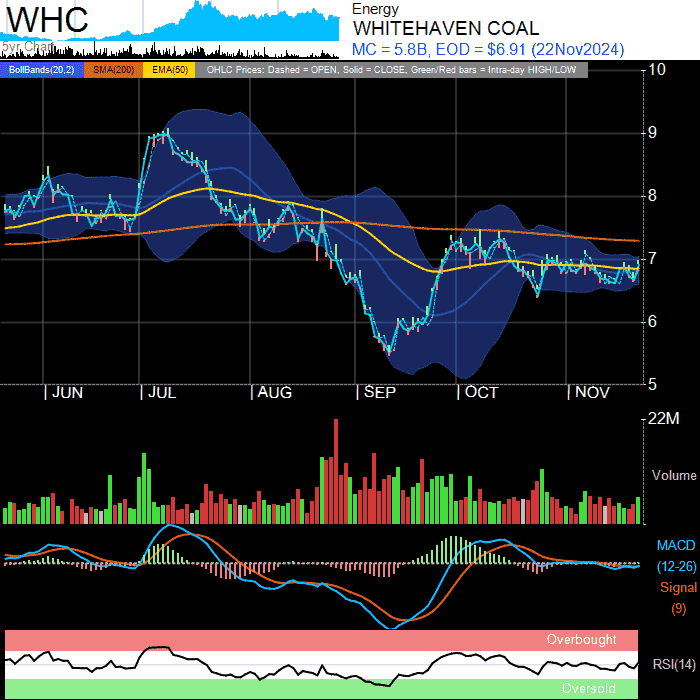 WHC
5yr Chart
Energy
WHITEHAVEN COAL
MC = 5.8B, EOD = $6.91 (22Nov2024)
BollBands(20,2) SMA(200) EMA(50) OHLC Prices: Dashed = OPEN, Solid = CLOSE, Green/Red bars = Intra-day HIGH/LOW
10
9
8
7
6
5
| JUN | JUL | AUG | SEP | OCT | NOV
22M
Volume
MACD
(12-26)
Signal
(9)
Overbought
RSI(14)
Oversold